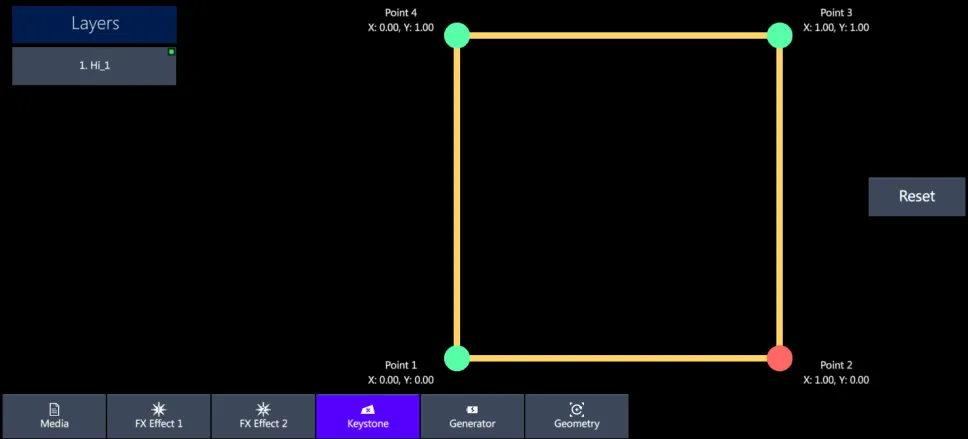 Layers
1. Hi_1
Point 4
X: 0.00, Y: 1.00
Point 3
X: 1.00, Y: 1.00
Reset
Point 1
X: 0.00, Y: 0.00
Point 2
X: 1.00, Y: 0.00
Media
FX Effect 1
FX Effect 2
Keystone
Generator
Geometry